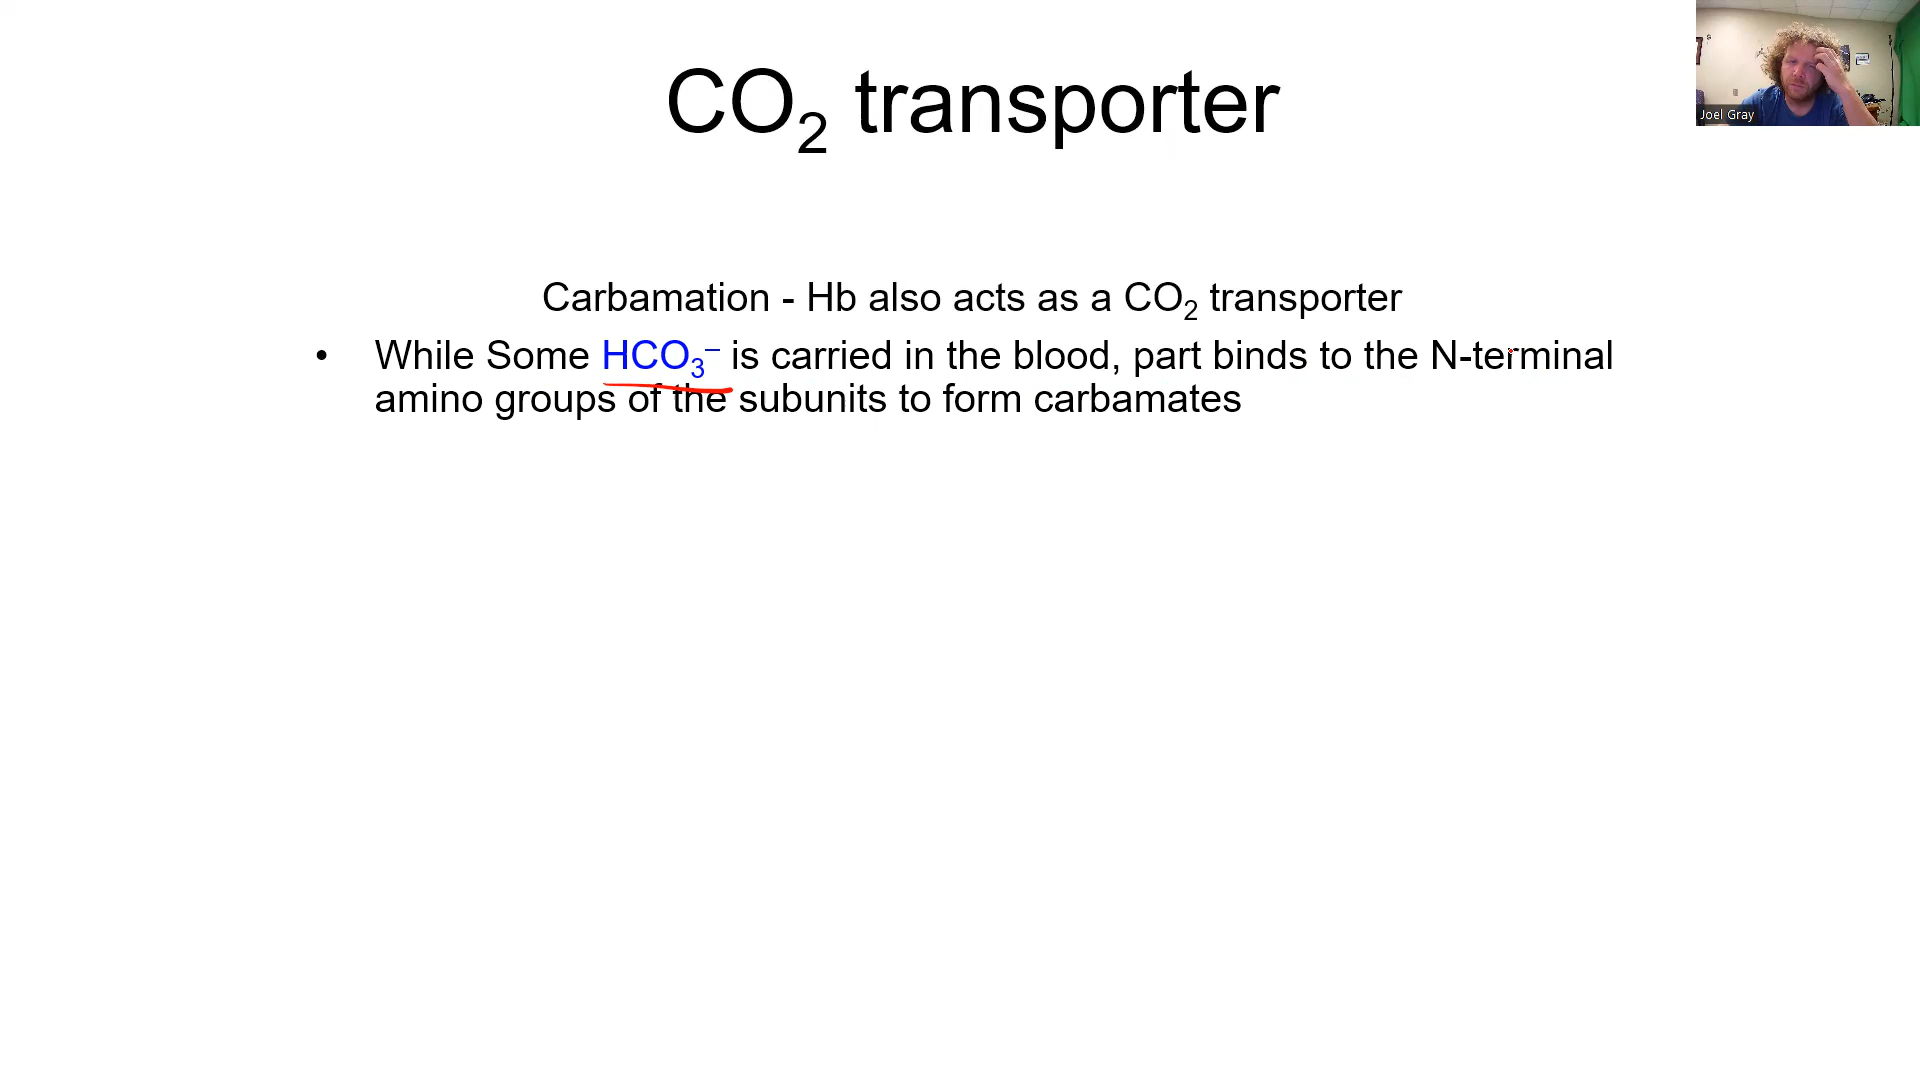 CO₂ transporter
Joel Gray
Carbamation - Hb also acts as a CO₂ transporter
• While Some HCO₃⁻ is carried in the blood, part binds to the N-terminal
amino groups of the subunits to form carbamates